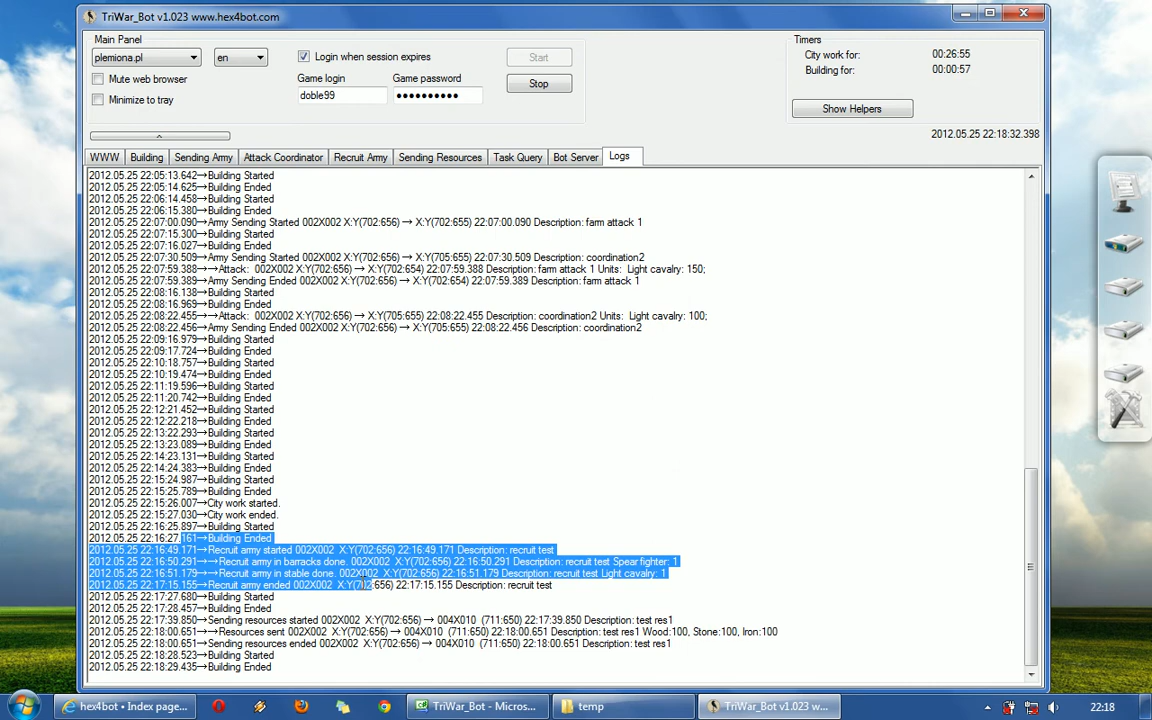 TriWar_Bot v1.023 www.hex4bot.com
Main Panel
plemiona.pl
en
Login when session expires
Start
Mute web browser
Game login
Game password
Stop
Minimize to tray
doble99
••••••••••
Timers
City work for: 00:26:55
Building for: 00:00:57
Show Helpers
2012.05.25 22:18:32.398
WWW
Building
Sending Army
Attack Coordinator
Recruit Army
Sending Resources
Task Query
Bot Server
Logs
2012.05.25 22:05:13.642→Building Started
2012.05.25 22:05:14.625→Building Ended
2012.05.25 22:06:14.458→Building Started
2012.05.25 22:06:15.380→Building Ended
2012.05.25 22:07:00.090→Army Sending Started 002X002 X:Y(702:656) → X:Y(702:655) 22:07:00.090 Description: farm attack 1
2012.05.25 22:07:15.300→Building Started
2012.05.25 22:07:16.027→Building Ended
2012.05.25 22:07:30.509→Army Sending Started 002X002 X:Y(702:656) → X:Y(705:655) 22:07:30.509 Description: coordination2
2012.05.25 22:07:59.388→→Attack: 002X002 X:Y(702:656) → X:Y(702:654) 22:07:59.388 Description: farm attack 1 Units: Light cavalry: 150;
2012.05.25 22:07:59.389→Army Sending Ended 002X002 X:Y(702:656) → X:Y(702:654) 22:07:59.389 Description: farm attack 1
2012.05.25 22:08:16.138→Building Started
2012.05.25 22:08:16.969→Building Ended
2012.05.25 22:08:22.455→→Attack: 002X002 X:Y(702:656) → X:Y(705:655) 22:08:22.455 Description: coordination2 Units: Light cavalry: 100;
2012.05.25 22:08:22.456→Army Sending Ended 002X002 X:Y(702:656) → X:Y(705:655) 22:08:22.456 Description: coordination2
2012.05.25 22:09:16.979→Building Started
2012.05.25 22:09:17.724→Building Ended
2012.05.25 22:10:18.757→Building Started
2012.05.25 22:10:19.474→Building Ended
2012.05.25 22:11:19.596→Building Started
2012.05.25 22:11:20.742→Building Ended
2012.05.25 22:12:21.452→Building Started
2012.05.25 22:12:22.218→Building Ended
2012.05.25 22:13:22.293→Building Started
2012.05.25 22:13:23.089→Building Ended
2012.05.25 22:14:23.131→Building Started
2012.05.25 22:14:24.383→Building Ended
2012.05.25 22:15:24.987→Building Started
2012.05.25 22:15:25.789→Building Ended
2012.05.25 22:15:26.007→City work started.
2012.05.25 22:15:27.030→City work ended.
2012.05.25 22:16:25.897→Building Started
2012.05.25 22:16:27.161→Building Ended
2012.05.25 22:16:49.171→Recruit army started 002X002 X:Y(702:656) 22:16:49.171 Description: recruit test
2012.05.25 22:16:50.291→→Recruit army in barracks done. 002X002 X:Y(702:656) 22:16:50.291 Description: recruit test Spear fighter: 1
2012.05.25 22:16:51.179→→Recruit army in stable done. 002X002 X:Y(702:656) 22:16:51.179 Description: recruit test Light cavalry: 1
2012.05.25 22:17:15.155→Recruit army ended 002X002 X:Y(702:656) 22:17:15.155 Description: recruit test
2012.05.25 22:17:27.680→Building Started
2012.05.25 22:17:28.457→Building Ended
2012.05.25 22:17:39.850→Sending resources started 002X002 X:Y(702:656) → 004X010 (711:650) 22:17:39.850 Description: test res1
2012.05.25 22:18:00.651→→Resources sent 002X002 X:Y(702:656) → 004X010 (711:650) 22:18:00.651 Description: test res1 Wood:100, Stone:100, Iron:100
2012.05.25 22:18:00.651→Sending resources ended 002X002 X:Y(702:656) → 004X010 (711:650) 22:18:00.651 Description: test res1
2012.05.25 22:18:28.523→Building Started
2012.05.25 22:18:29.435→Building Ended
hex4bot • Index page...
TriWar_Bot - Micros...
temp
TriWar_Bot v1.023 w...
22:18